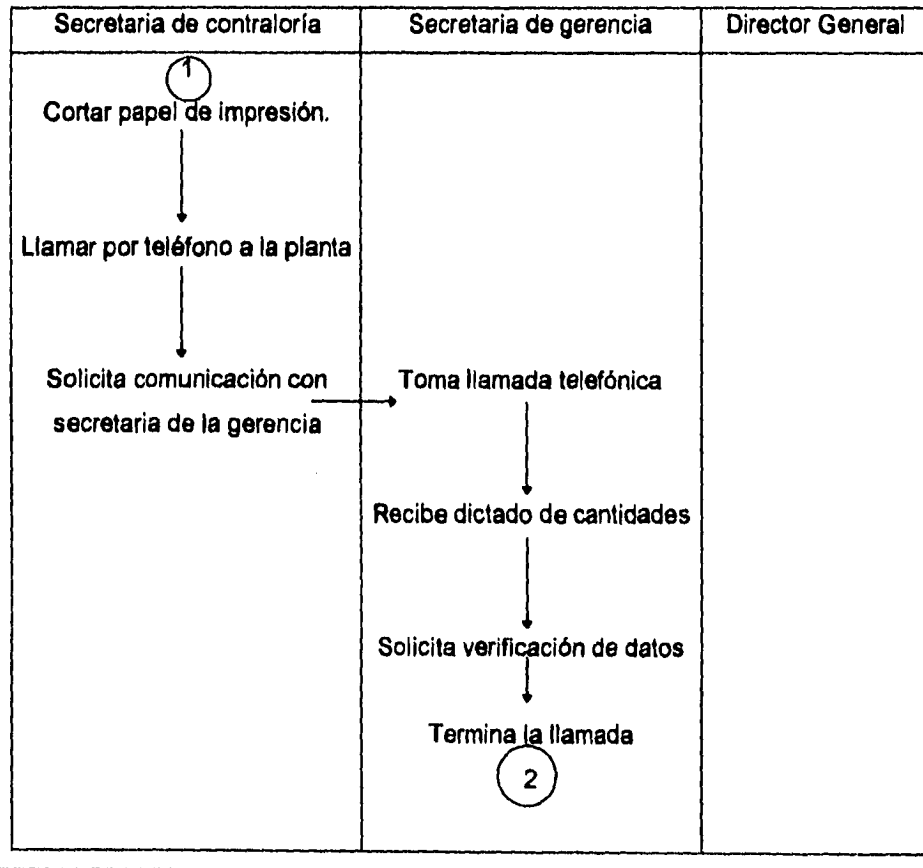 Secretaria de contraloría
Secretaria de gerencia
Director General
1
Cortar papel de impresión.
Llamar por teléfono a la planta
Solicita comunicación con
secretaria de la gerencia
Toma llamada telefónica
Recibe dictado de cantidades
Solicita verificación de datos
Termina la llamada
2